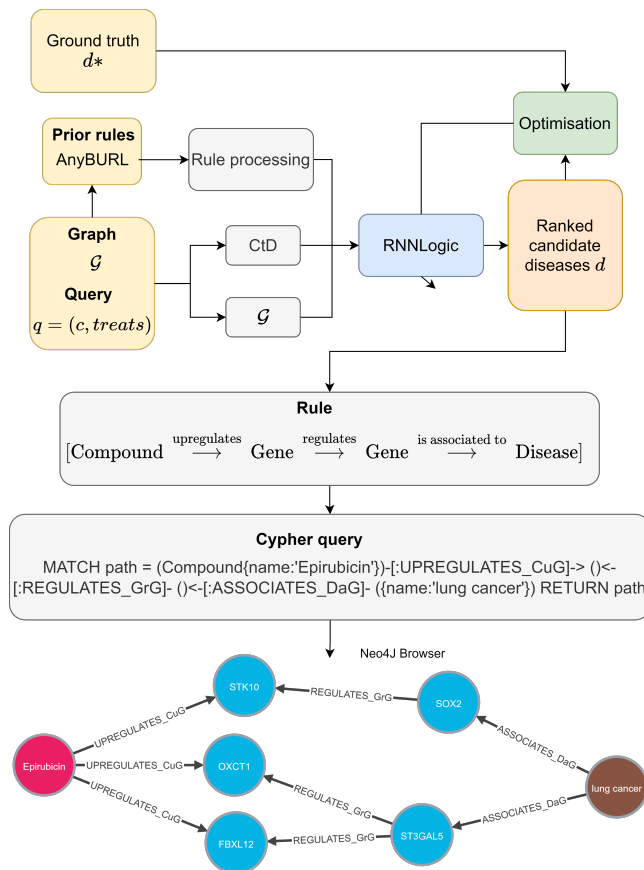 Ground truth
d*
Optimisation
Prior rules
AnyBURL
Rule processing
Graph
𝒢
Query
q = (c, treats)
CtD
𝒢
RNNLogic
Ranked
candidate
diseases d
Rule
[Compound upregulates→ Gene regulates→ Gene is associated to→ Disease]
Cypher query
MATCH path = (Compound{name:'Epirubicin'})-[:UPREGULATES_CuG]-> ()<-
[:REGULATES_GrG]- ()<-[:ASSOCIATES_DaG]- ({name:'lung cancer'}) RETURN path
Neo4J Browser
STK10
REGULATES_GrG
SOX2
UPREGULATES_CuG
ASSOCIATES_DaG
Epirubicin
UPREGULATES_CuG
OXCT1
lung cancer
UPREGULATES_CuG
REGULATES_GrG
ASSOCIATES_DaG
FBXL12
REGULATES_GrG
ST3GAL5